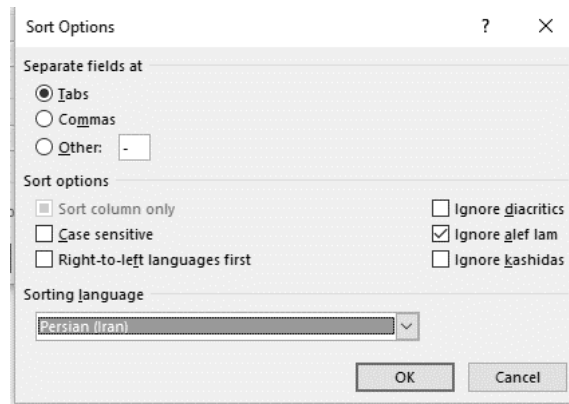 Sort Options ? ×
Separate fields at
Tabs
Commas
Other: -
Sort options
Sort column only
Ignore diacritics
Case sensitive
Ignore alef lam
Right-to-left languages first
Ignore kashidas
Sorting language
Persian (Iran)
OK Cancel